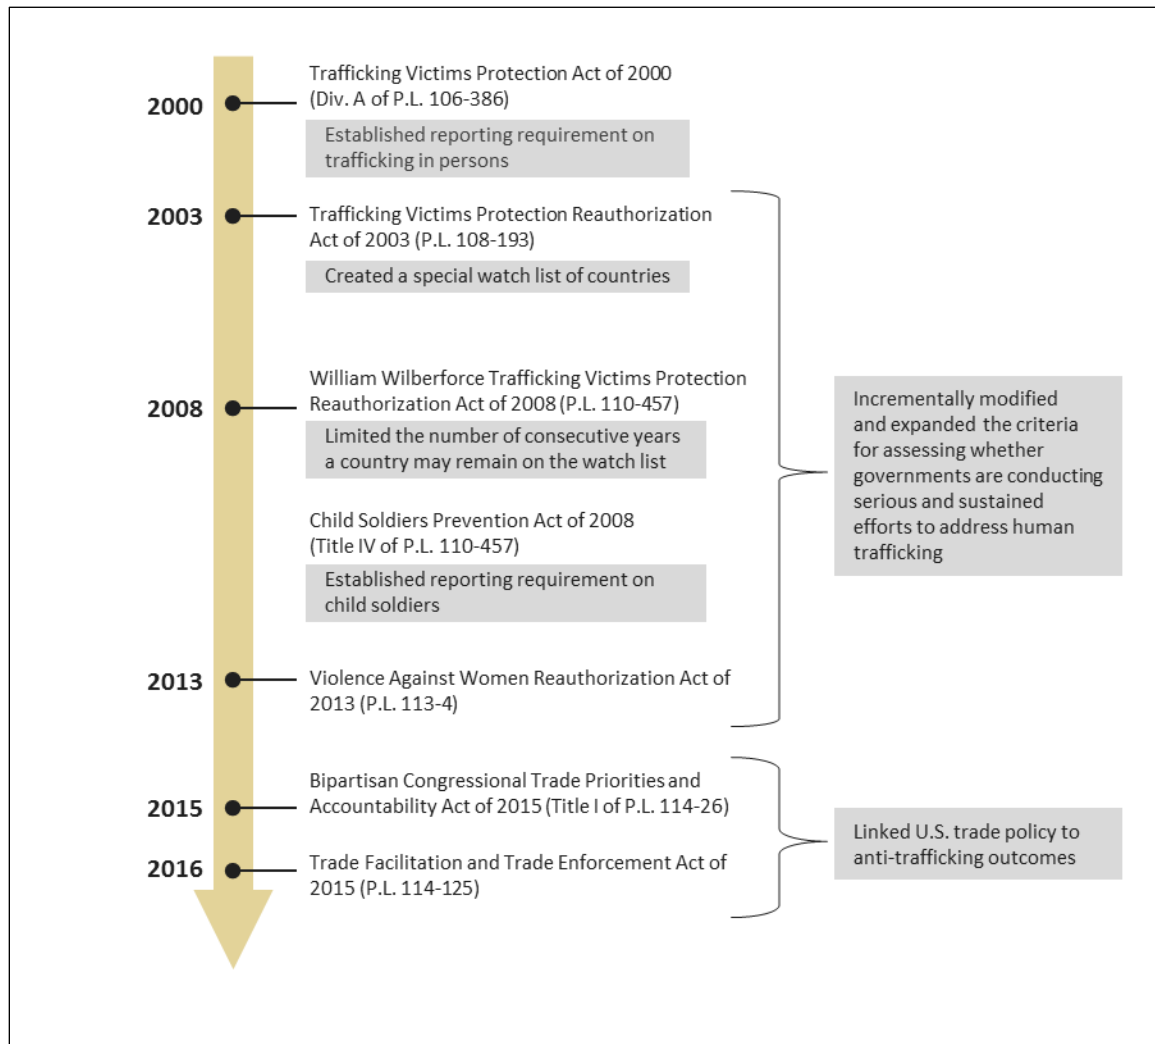 2000
Trafficking Victims Protection Act of 2000
(Div. A of P.L. 106-386)
Established reporting requirement on
trafficking in persons
2003
Trafficking Victims Protection Reauthorization
Act of 2003 (P.L. 108-193)
Created a special watch list of countries
2008
William Wilberforce Trafficking Victims Protection
Reauthorization Act of 2008 (P.L. 110-457)
Limited the number of consecutive years
a country may remain on the watch list
Child Soldiers Prevention Act of 2008
(Title IV of P.L. 110-457)
Established reporting requirement on
child soldiers
2013
Violence Against Women Reauthorization Act of
2013 (P.L. 113-4)
Incrementally modified
and expanded the criteria
for assessing whether
governments are conducting
serious and sustained
efforts to address human
trafficking
2015
Bipartisan Congressional Trade Priorities and
Accountability Act of 2015 (Title I of P.L. 114-26)
2016
Trade Facilitation and Trade Enforcement Act of
2015 (P.L. 114-125)
Linked U.S. trade policy to
anti-trafficking outcomes